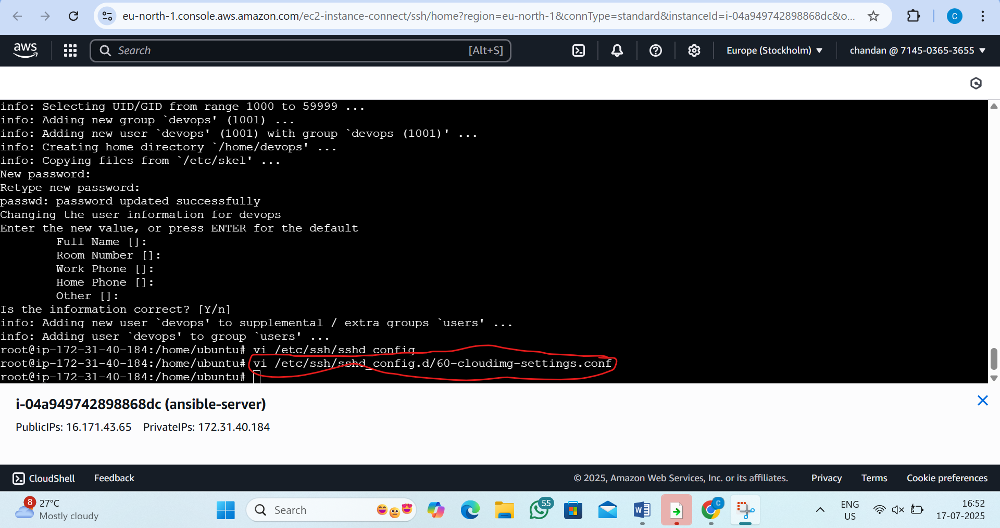 eu-north-1.console.aws.amazon.com/ec2-instance-connect/ssh/home?region=eu-north-1&connType=standard&instanceId=i-04a949742898868dc&o...
C
aws
Search
[Alt+S]
Europe (Stockholm) ▼
chandan @ 7145-0365-3655 ▼
info: Selecting UID/GID from range 1000 to 59999 ...
info: Adding new group `devops' (1001) ...
info: Adding new user `devops' (1001) with group `devops (1001)' ...
info: Creating home directory `/home/devops' ...
info: Copying files from `/etc/skel' ...
New password:
Retype new password:
passwd: password updated successfully
Changing the user information for devops
Enter the new value, or press ENTER for the default
Full Name []:
Room Number []:
Work Phone []:
Home Phone []:
Other []:
Is the information correct? [Y/n]
info: Adding new user `devops' to supplemental / extra groups `users' ...
info: Adding user `devops' to group `users' ...
root@ip-172-31-40-184:/home/ubuntu# vi /etc/ssh/sshd_config
root@ip-172-31-40-184:/home/ubuntu# vi /etc/ssh/sshd_config.d/60-cloudimg-settings.conf
root@ip-172-31-40-184:/home/ubuntu#
i-04a949742898868dc (ansible-server)
PublicIPs: 16.171.43.65 PrivateIPs: 172.31.40.184
CloudShell
Feedback
© 2025, Amazon Web Services, Inc. or its affiliates.
Privacy
Terms
Cookie preferences
8
27°C
Mostly cloudy
Search
55
W
C
ENG
US
16:52
17-07-2025